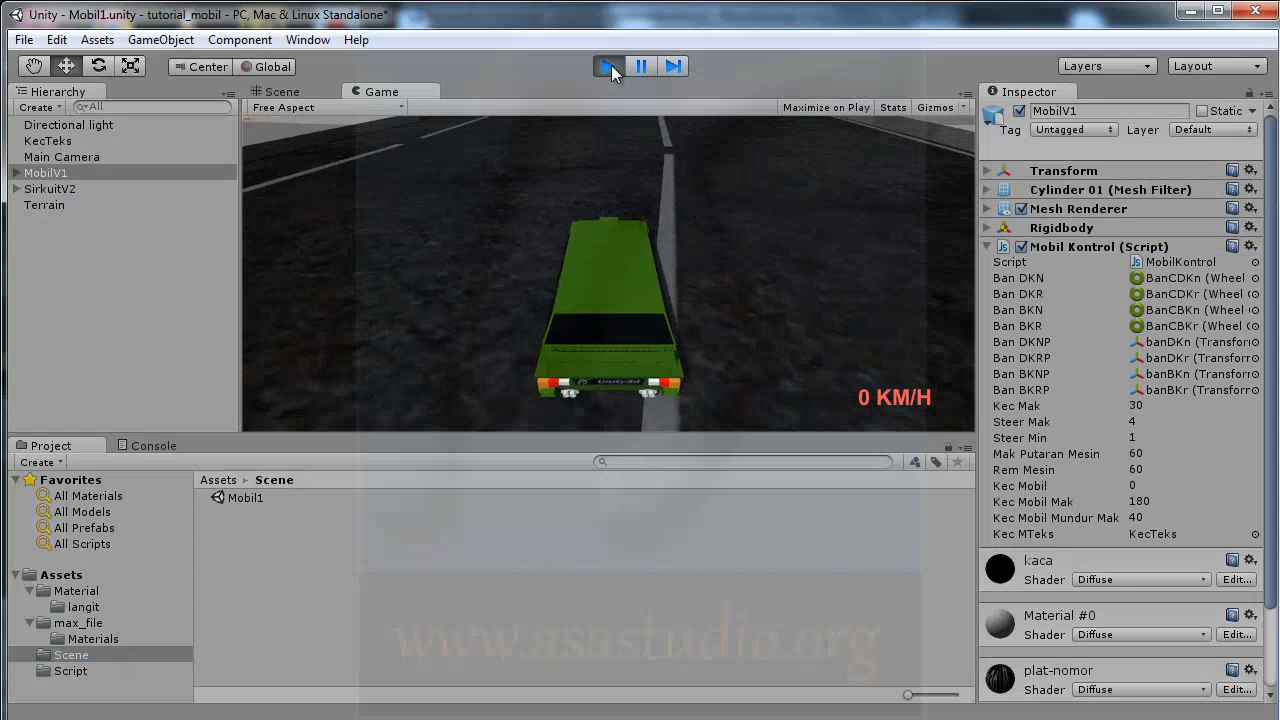 Unity - Mobil1.unity - tutorial_mobil - PC, Mac & Linux Standalone*
File Edit Assets GameObject Component Window Help
Center Global Layers Layout
Hierarchy
Create All
Directional light
KecTeks
Main Camera
MobilV1
SirkuitV2
Terrain
Scene Game
Free Aspect Maximize on Play Stats Gizmos
Unity3d
0 KM/H
Inspector
MobilV1 Static
Tag Untagged Layer Default
Transform
Cylinder 01 (Mesh Filter)
Mesh Renderer
Rigidbody
Mobil Kontrol (Script)
Script MobilKontrol
Ban DKN BanCDKn (Wheel
Ban DKR BanCDKr (Wheel
Ban BKN BanCBKn (Wheel
Ban BKR BanCBKr (Wheel
Ban DKNP banDKn (Transforr
Ban DKRP banDKr (Transforr
Ban BKNP banBKn (Transforr
Ban BKRP banBKr (Transforr
Kec Mak 30
Steer Mak 4
Steer Min 1
Mak Putaran Mesin 60
Rem Mesin 60
Kec Mobil 0
Kec Mobil Mak 180
Kec Mobil Mundur Mak 40
Kec MTeks KecTeks
kaca
Shader Diffuse Edit...
Material #0
Shader Diffuse Edit...
plat-nomor
Shader Diffuse Edit...
Project Console
Create
Favorites
All Materials
All Models
All Prefabs
All Scripts
Assets
Material
langit
max_file
Materials
Scene
Script
Assets Scene
Mobil1
www.asastudio.org